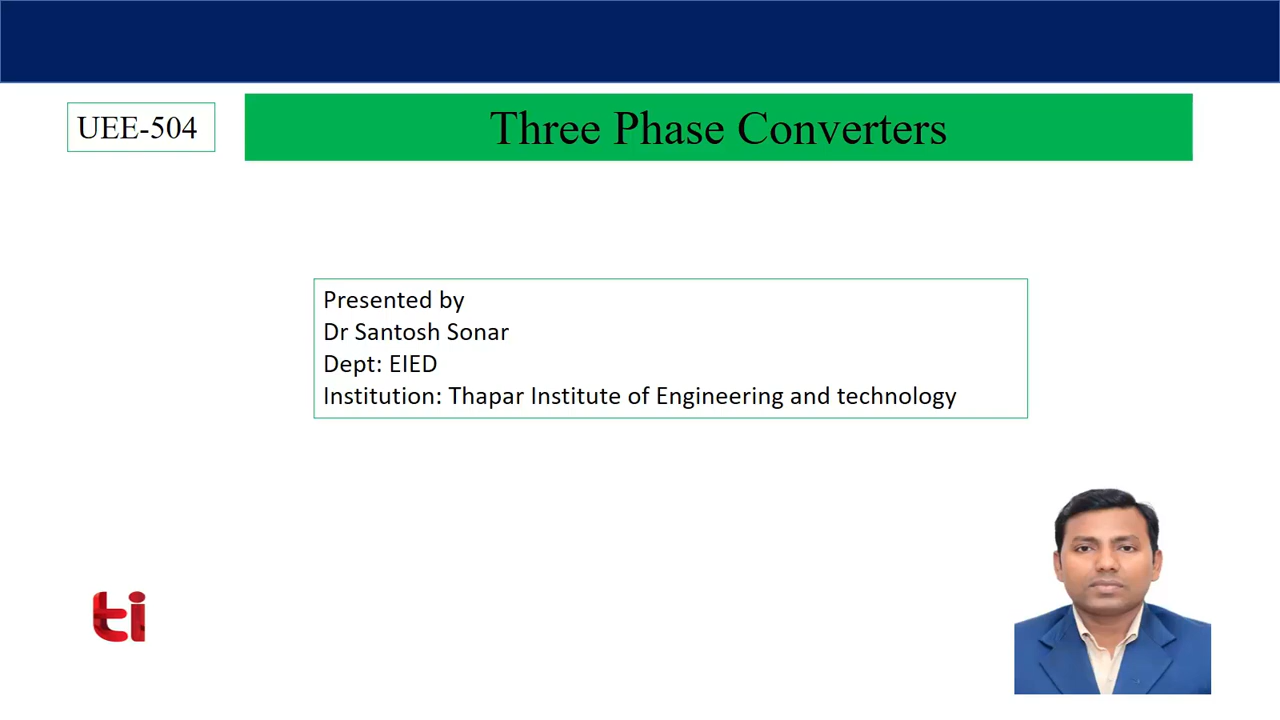 UEE-504
Three Phase Converters
Presented by
Dr Santosh Sonar
Dept: EIED
Institution: Thapar Institute of Engineering and technology
ti